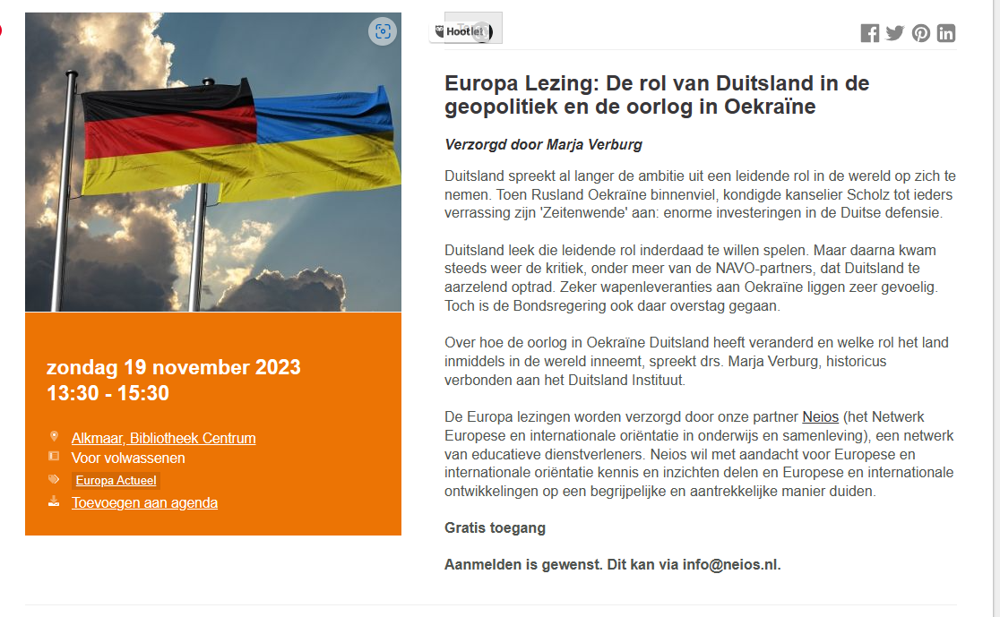 Hootlet
Europa Lezing: De rol van Duitsland in de
geopolitiek en de oorlog in Oekraïne
Verzorgd door Marja Verburg
Duitsland spreekt al langer de ambitie uit een leidende rol in de wereld op zich te
nemen. Toen Rusland Oekraïne binnenviel, kondigde kanselier Scholz tot ieders
verrassing zijn 'Zeitenwende' aan: enorme investeringen in de Duitse defensie.
Duitsland leek die leidende rol inderdaad te willen spelen. Maar daarna kwam
steeds weer de kritiek, onder meer van de NAVO-partners, dat Duitsland te
aarzelend optrad. Zeker wapenleveranties aan Oekraïne liggen zeer gevoelig.
Toch is de Bondsregering ook daar overstag gegaan.
Over hoe de oorlog in Oekraïne Duitsland heeft veranderd en welke rol het land
inmiddels in de wereld inneemt, spreekt drs. Marja Verburg, historicus
verbonden aan het Duitsland Instituut.
De Europa lezingen worden verzorgd door onze partner Neios (het Netwerk
Europese en internationale oriëntatie in onderwijs en samenleving), een netwerk
van educatieve dienstverleners. Neios wil met aandacht voor Europese en
internationale oriëntatie kennis en inzichten delen en Europese en internationale
ontwikkelingen op een begrijpelijke en aantrekkelijke manier duiden.
Gratis toegang
Aanmelden is gewenst. Dit kan via info@neios.nl.
zondag 19 november 2023
13:30 - 15:30
Alkmaar, Bibliotheek Centrum
Voor volwassenen
Europa Actueel
Toevoegen aan agenda